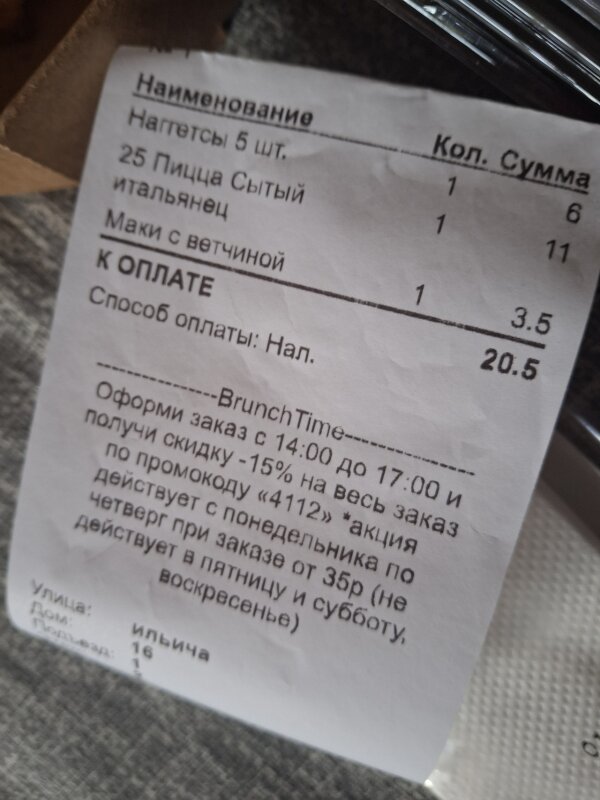 Наименование Кол. Сумма
Наггетсы 5 шт. 1 6
25 Пицца Сытый 1 11
итальянец
Маки с ветчиной 1 3.5
К ОПЛАТЕ 20.5
Способ оплаты: Нал.
---------------BrunchTime----------------
Оформи заказ с 14:00 до 17:00 и
получи скидку -15% на весь заказ
по промокоду «4112» *акция
действует с понедельника по
четверг при заказе от 35р (не
действует в пятницу и субботу,
воскресенье)
Улица: ильича
Дом: 16
Подъезд: 1